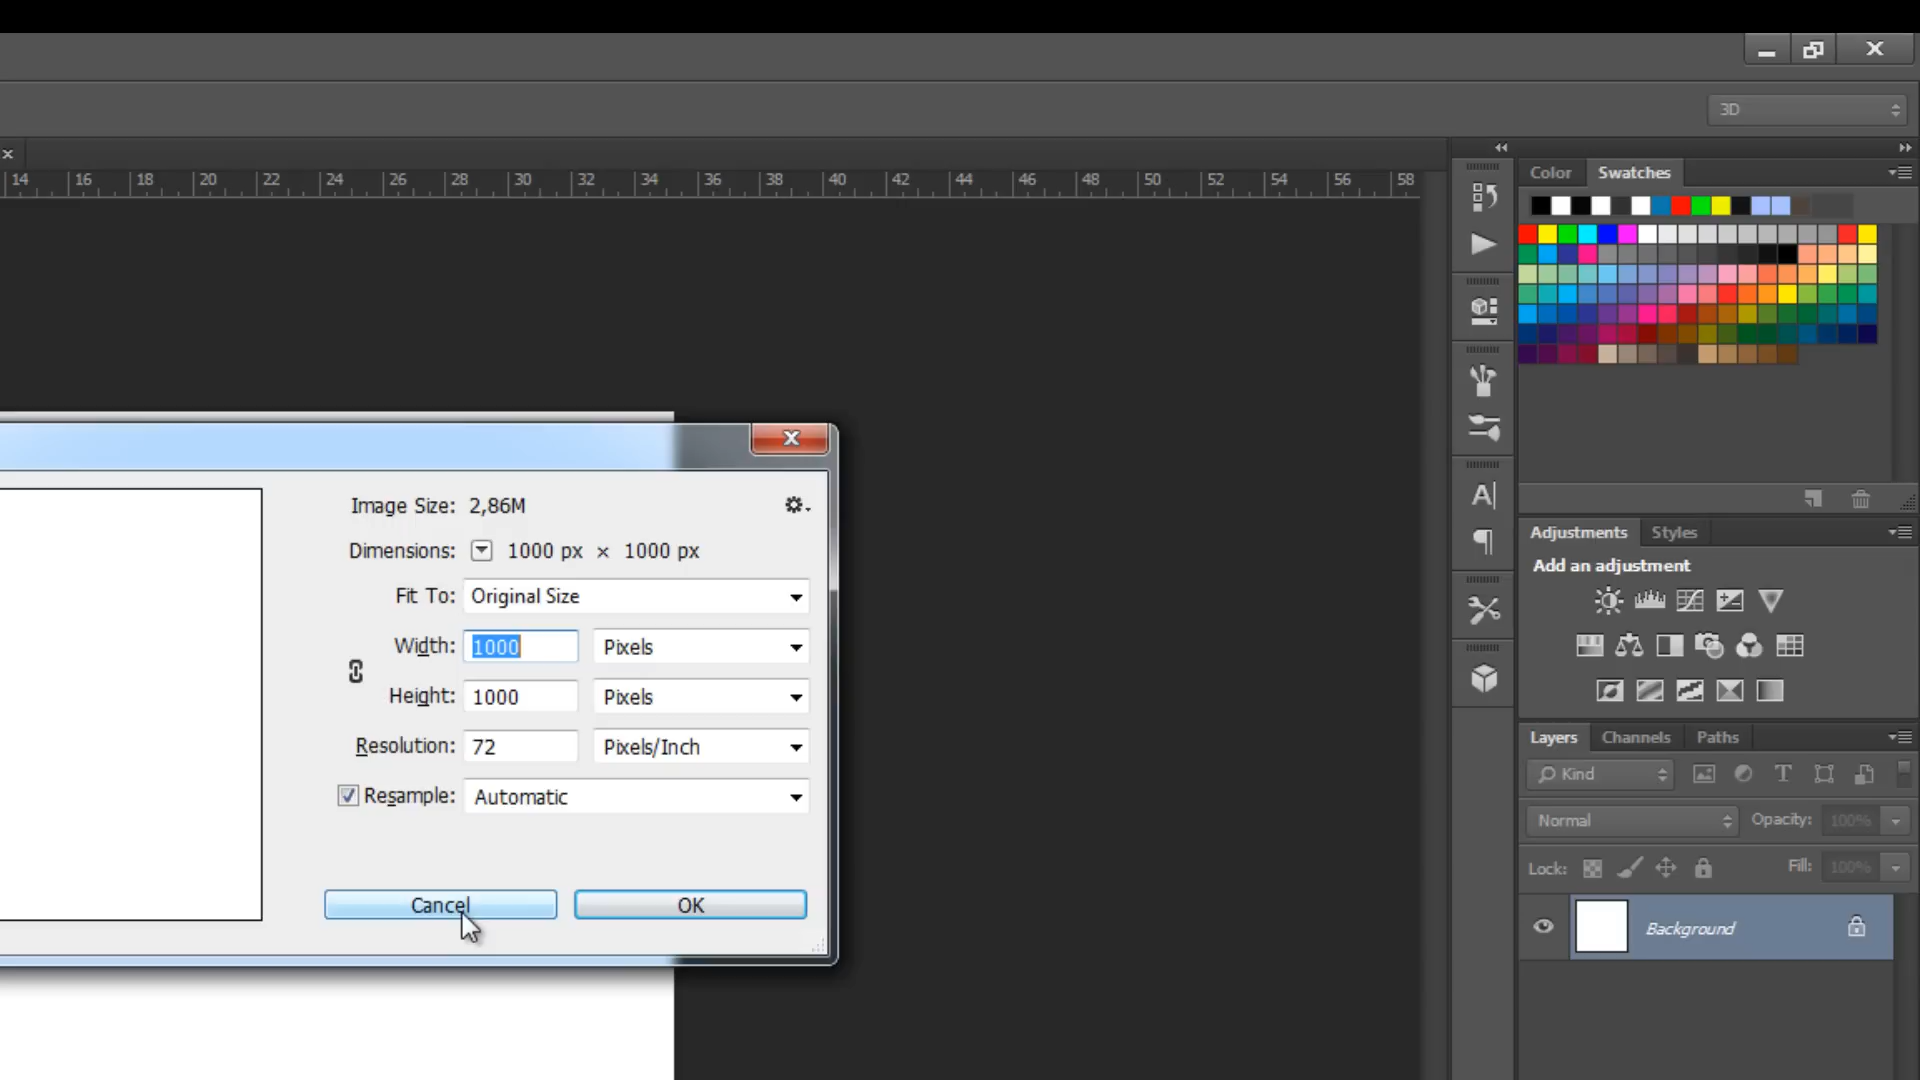 3D
14 16 18 20 22 24 26 28 30 32 34 36 38 40 42 44 46 48 50 52 54 56 58
Color Swatches
Image Size: 2,86M
Dimensions: 1000 px × 1000 px
Fit To: Original Size
Width: 1000 Pixels
Height: 1000 Pixels
Resolution: 72 Pixels/Inch
Resample: Automatic
Cancel OK
Adjustments Styles
Add an adjustment
Layers Channels Paths
Kind
Normal Opacity: 100%
Lock: Fill: 100%
Background